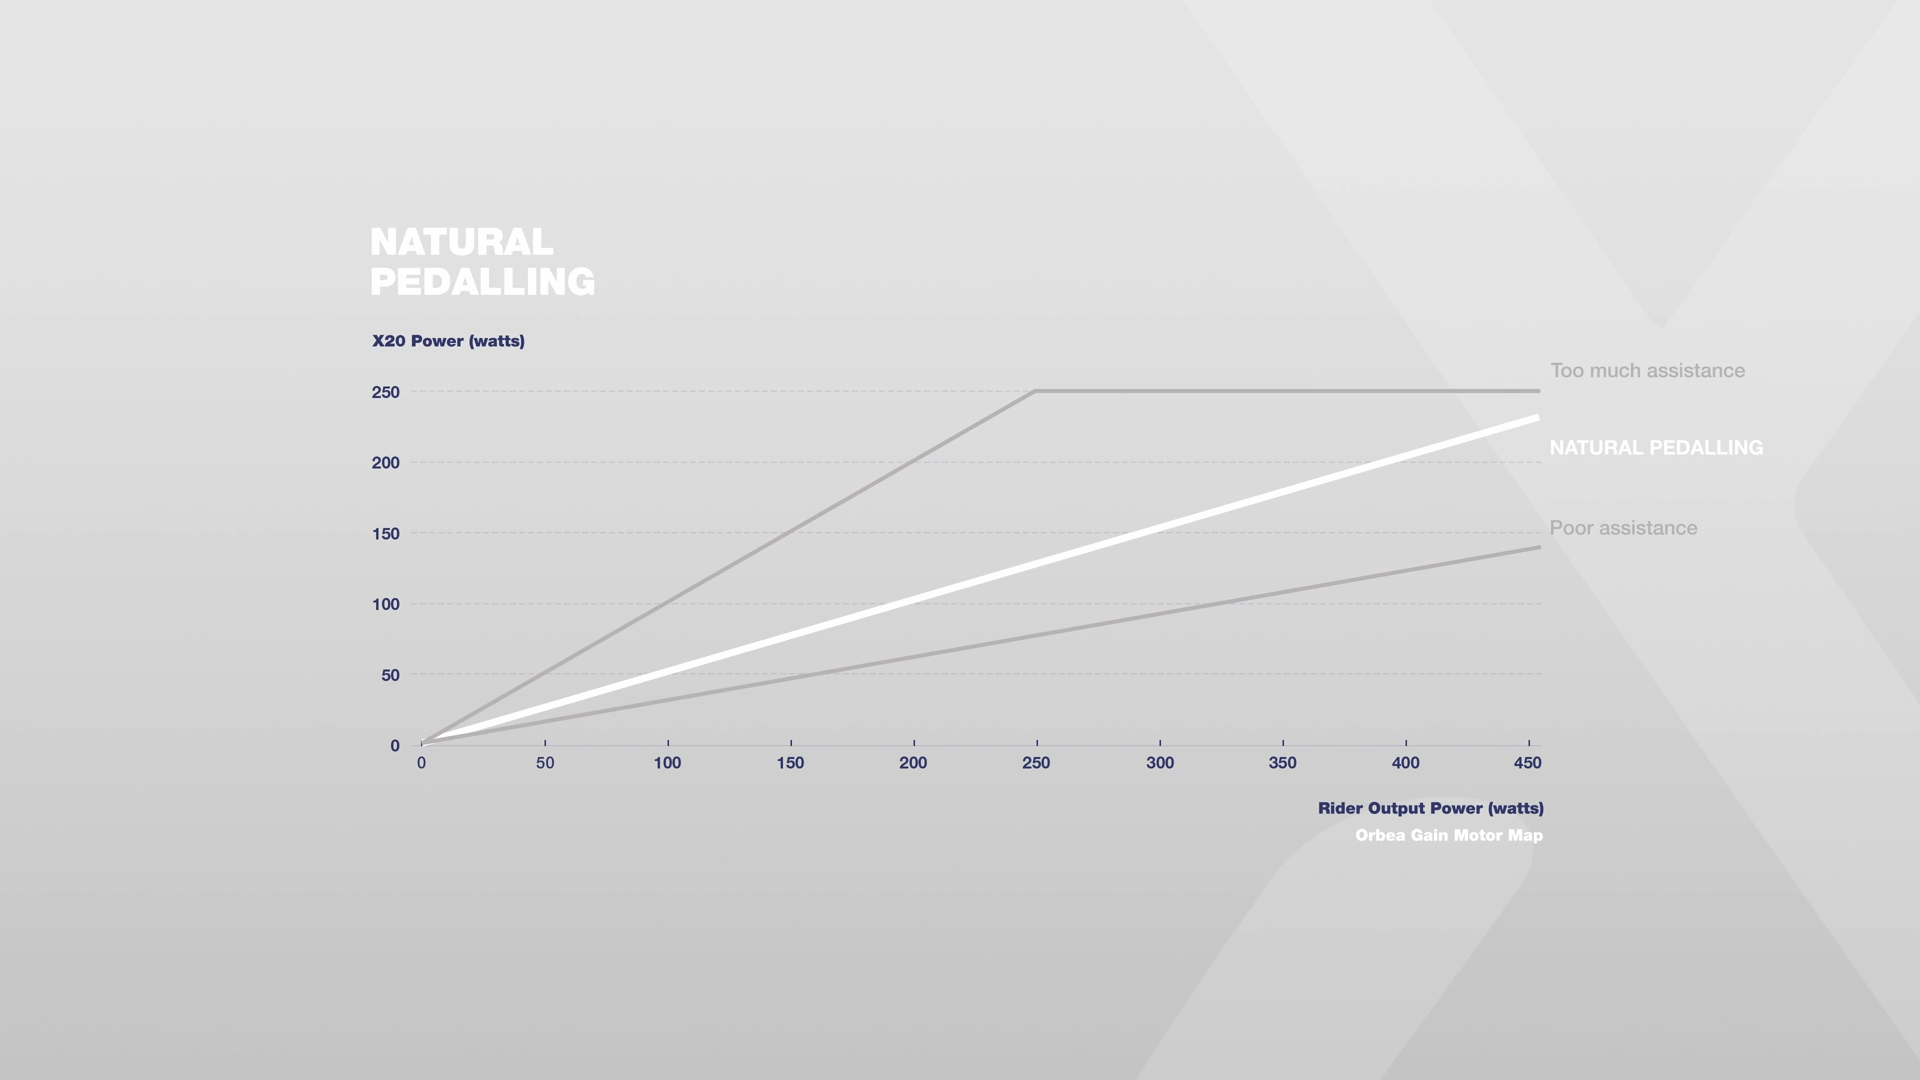 NATURAL
PEDALLING
X20 Power (watts)
250
200
150
100
50
0
0 50 100 150 200 250 300 350 400 450
Too much assistance
NATURAL PEDALLING
Poor assistance
Rider Output Power (watts)
Orbea Gain Motor Map